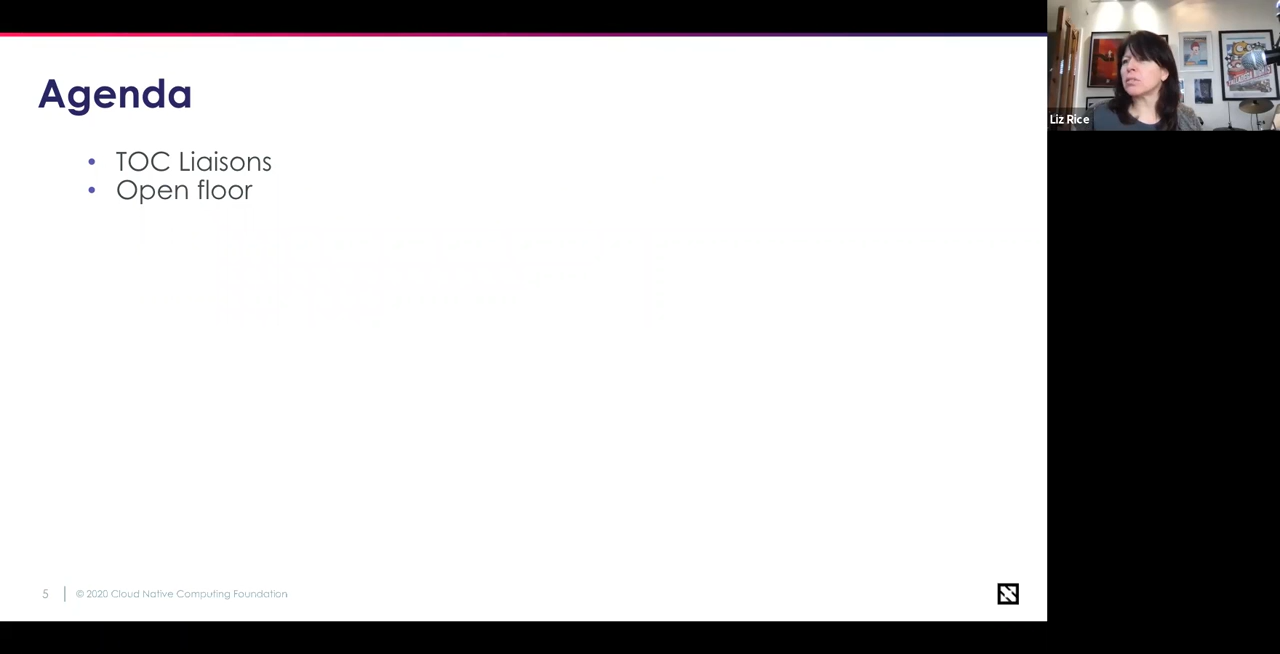 Agenda
• TOC Liaisons
• Open floor
5
© 2020 Cloud Native Computing Foundation
Liz Rice